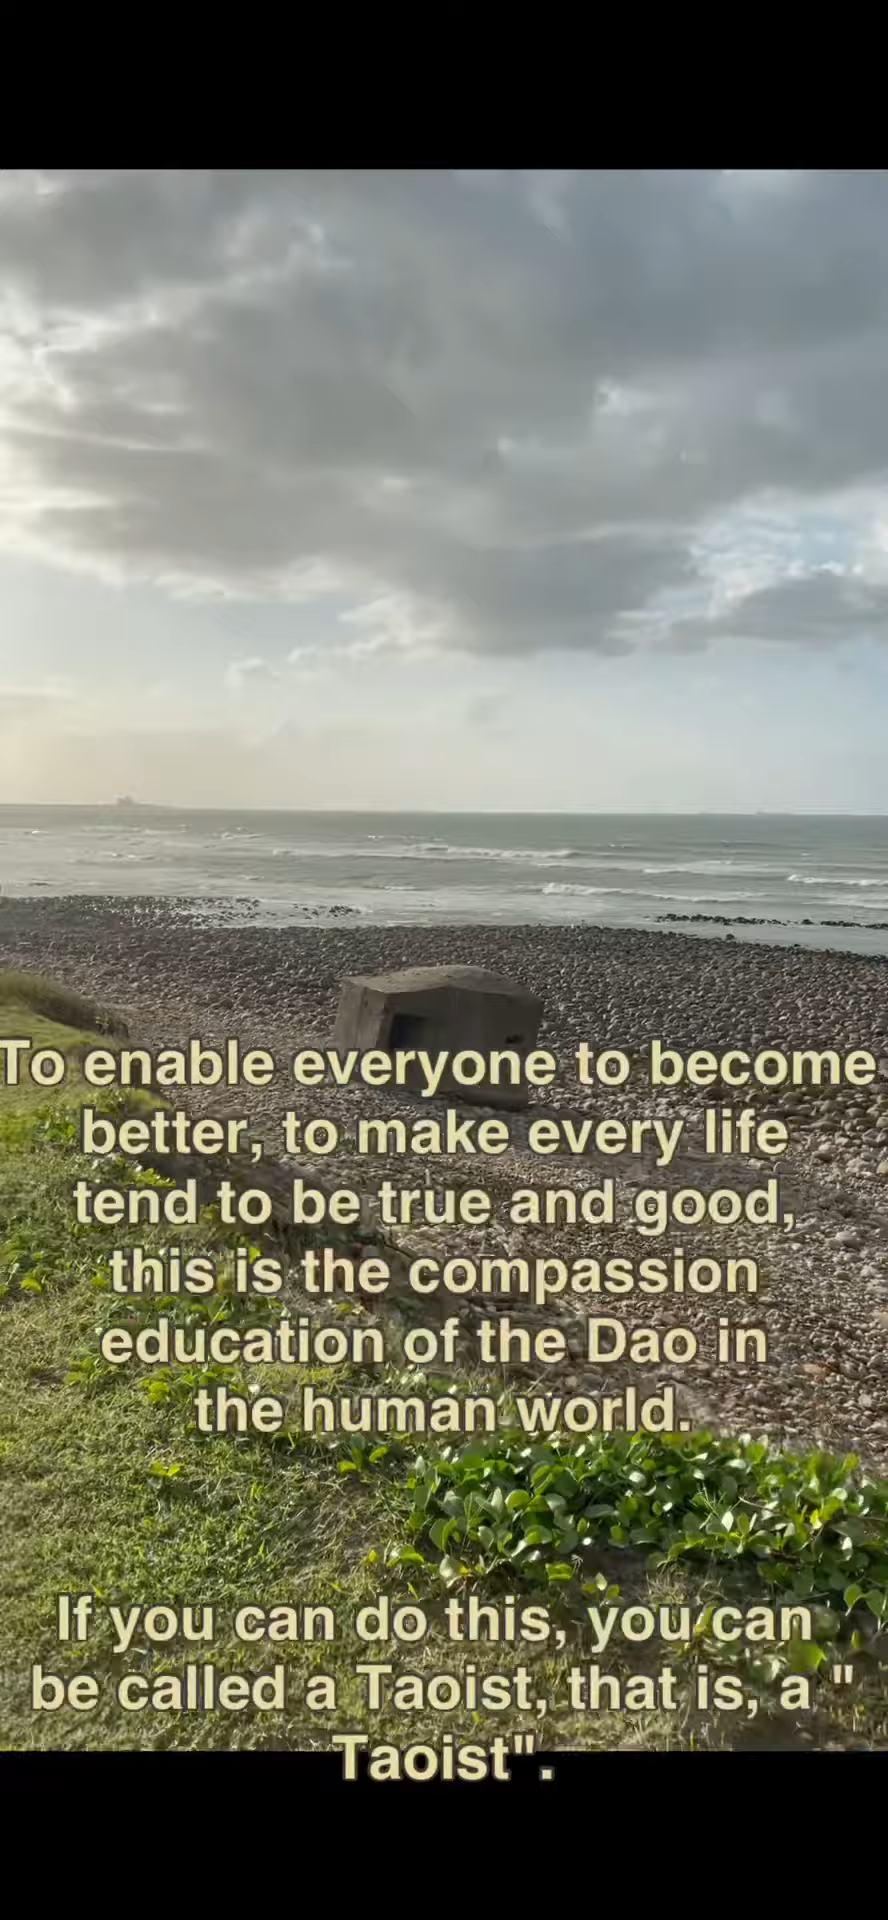 To enable everyone to become
better, to make every life
tend to be true and good,
this is the compassion
education of the Dao in
the human world.
If you can do this, you can
be called a Taoist, that is, a "
Taoist".